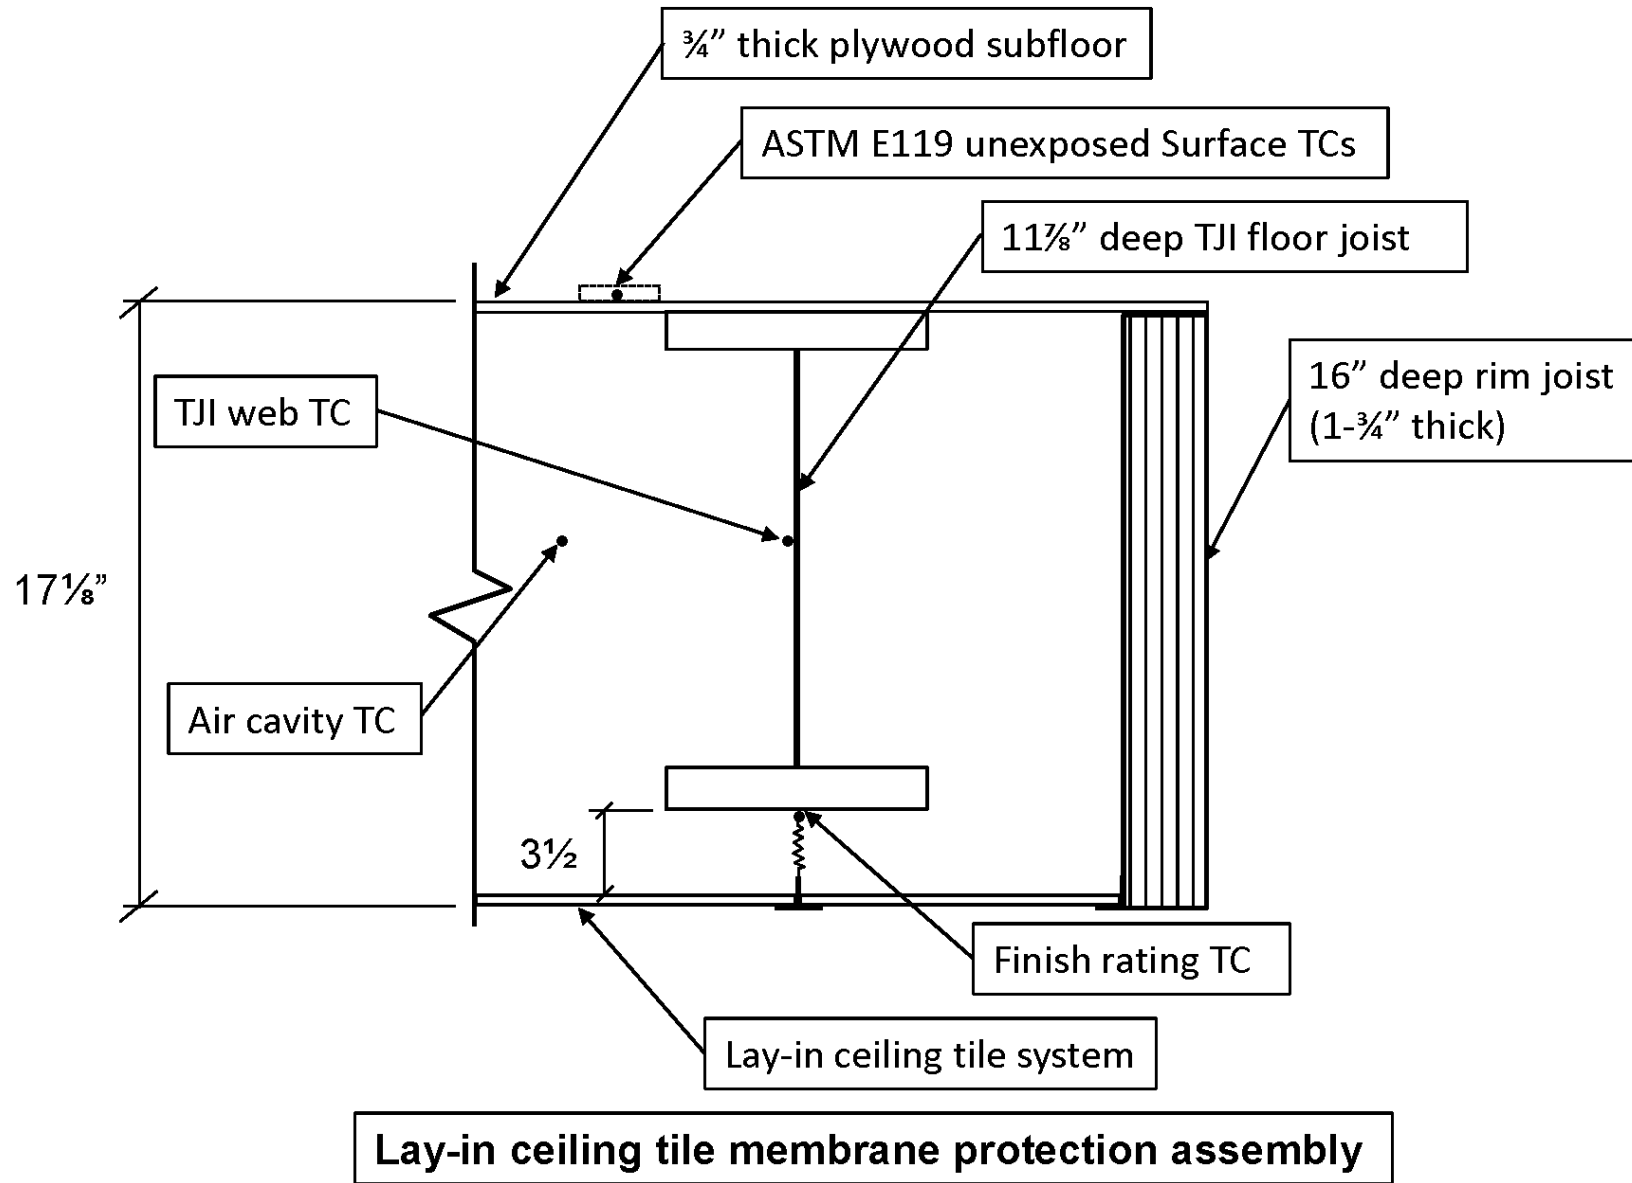 ¾” thick plywood subfloor
ASTM E119 unexposed Surface TCs
11⅞” deep TJI floor joist
16” deep rim joist
(1-¾” thick)
TJI web TC
17⅛”
Air cavity TC
3½
Finish rating TC
Lay-in ceiling tile system
Lay-in ceiling tile membrane protection assembly